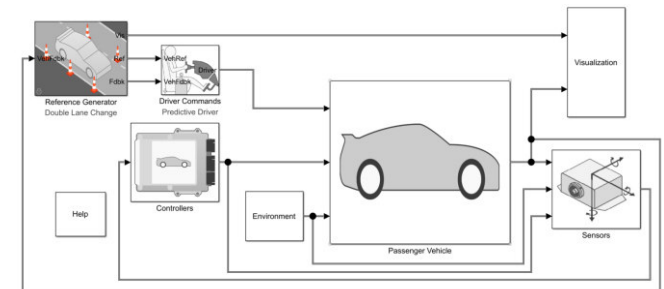 Vis
VehFdbk
Ref
Fdbk
Reference Generator
Double Lane Change
VehRef
Driver
VehFdbk
Driver Commands
Predictive Driver
Visualization
Controllers
Help
Environment
Passenger Vehicle
Sensors